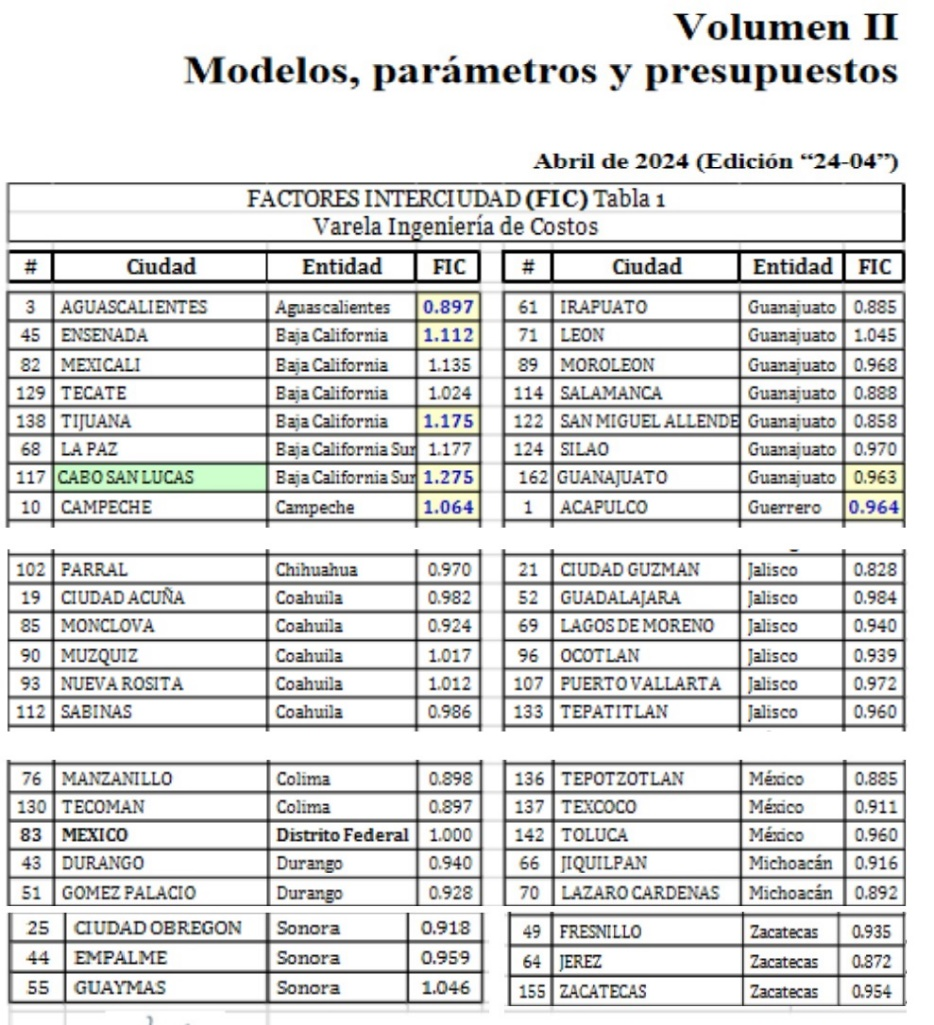 Volumen II
Modelos, parámetros y presupuestos
Abril de 2024 (Edición “24-04”)
FACTORES INTERCIUDAD (FIC) Tabla 1
Varela Ingeniería de Costos
# Ciudad Entidad FIC # Ciudad Entidad FIC
3 AGUASCALIENTES Aguascalientes 0.897 61 IRAPUATO Guanajuato 0.885
45 ENSENADA Baja California 1.112 71 LEON Guanajuato 1.045
82 MEXICALI Baja California 1.135 89 MOROLEON Guanajuato 0.968
129 TECATE Baja California 1.024 114 SALAMANCA Guanajuato 0.888
138 TIJUANA Baja California 1.175 122 SAN MIGUEL ALLENDE Guanajuato 0.858
68 LA PAZ Baja California Sur 1.177 124 SILAO Guanajuato 0.970
117 CABO SAN LUCAS Baja California Sur 1.275 162 GUANAJUATO Guanajuato 0.963
10 CAMPECHE Campeche 1.064 1 ACAPULCO Guerrero 0.964
102 PARRAL Chihuahua 0.970 21 CIUDAD GUZMAN Jalisco 0.828
19 CIUDAD ACUÑA Coahuila 0.982 52 GUADALAJARA Jalisco 0.984
85 MONCLOVA Coahuila 0.924 69 LAGOS DE MORENO Jalisco 0.940
90 MUZQUIZ Coahuila 1.017 96 OCOTLAN Jalisco 0.939
93 NUEVA ROSITA Coahuila 1.012 107 PUERTO VALLARTA Jalisco 0.972
112 SABINAS Coahuila 0.986 133 TEPATITLAN Jalisco 0.960
76 MANZANILLO Colima 0.898 136 TEPOTZOTLAN México 0.885
130 TECOMAN Colima 0.897 137 TEXCOCO México 0.911
83 MEXICO Distrito Federal 1.000 142 TOLUCA México 0.960
43 DURANGO Durango 0.940 66 JIQUILPAN Michoacán 0.916
51 GOMEZ PALACIO Durango 0.928 70 LAZARO CARDENAS Michoacán 0.892
25 CIUDAD OBREGON Sonora 0.918 49 FRESNILLO Zacatecas 0.935
44 EMPALME Sonora 0.959 64 JEREZ Zacatecas 0.872
55 GUAYMAS Sonora 1.046 155 ZACATECAS Zacatecas 0.954